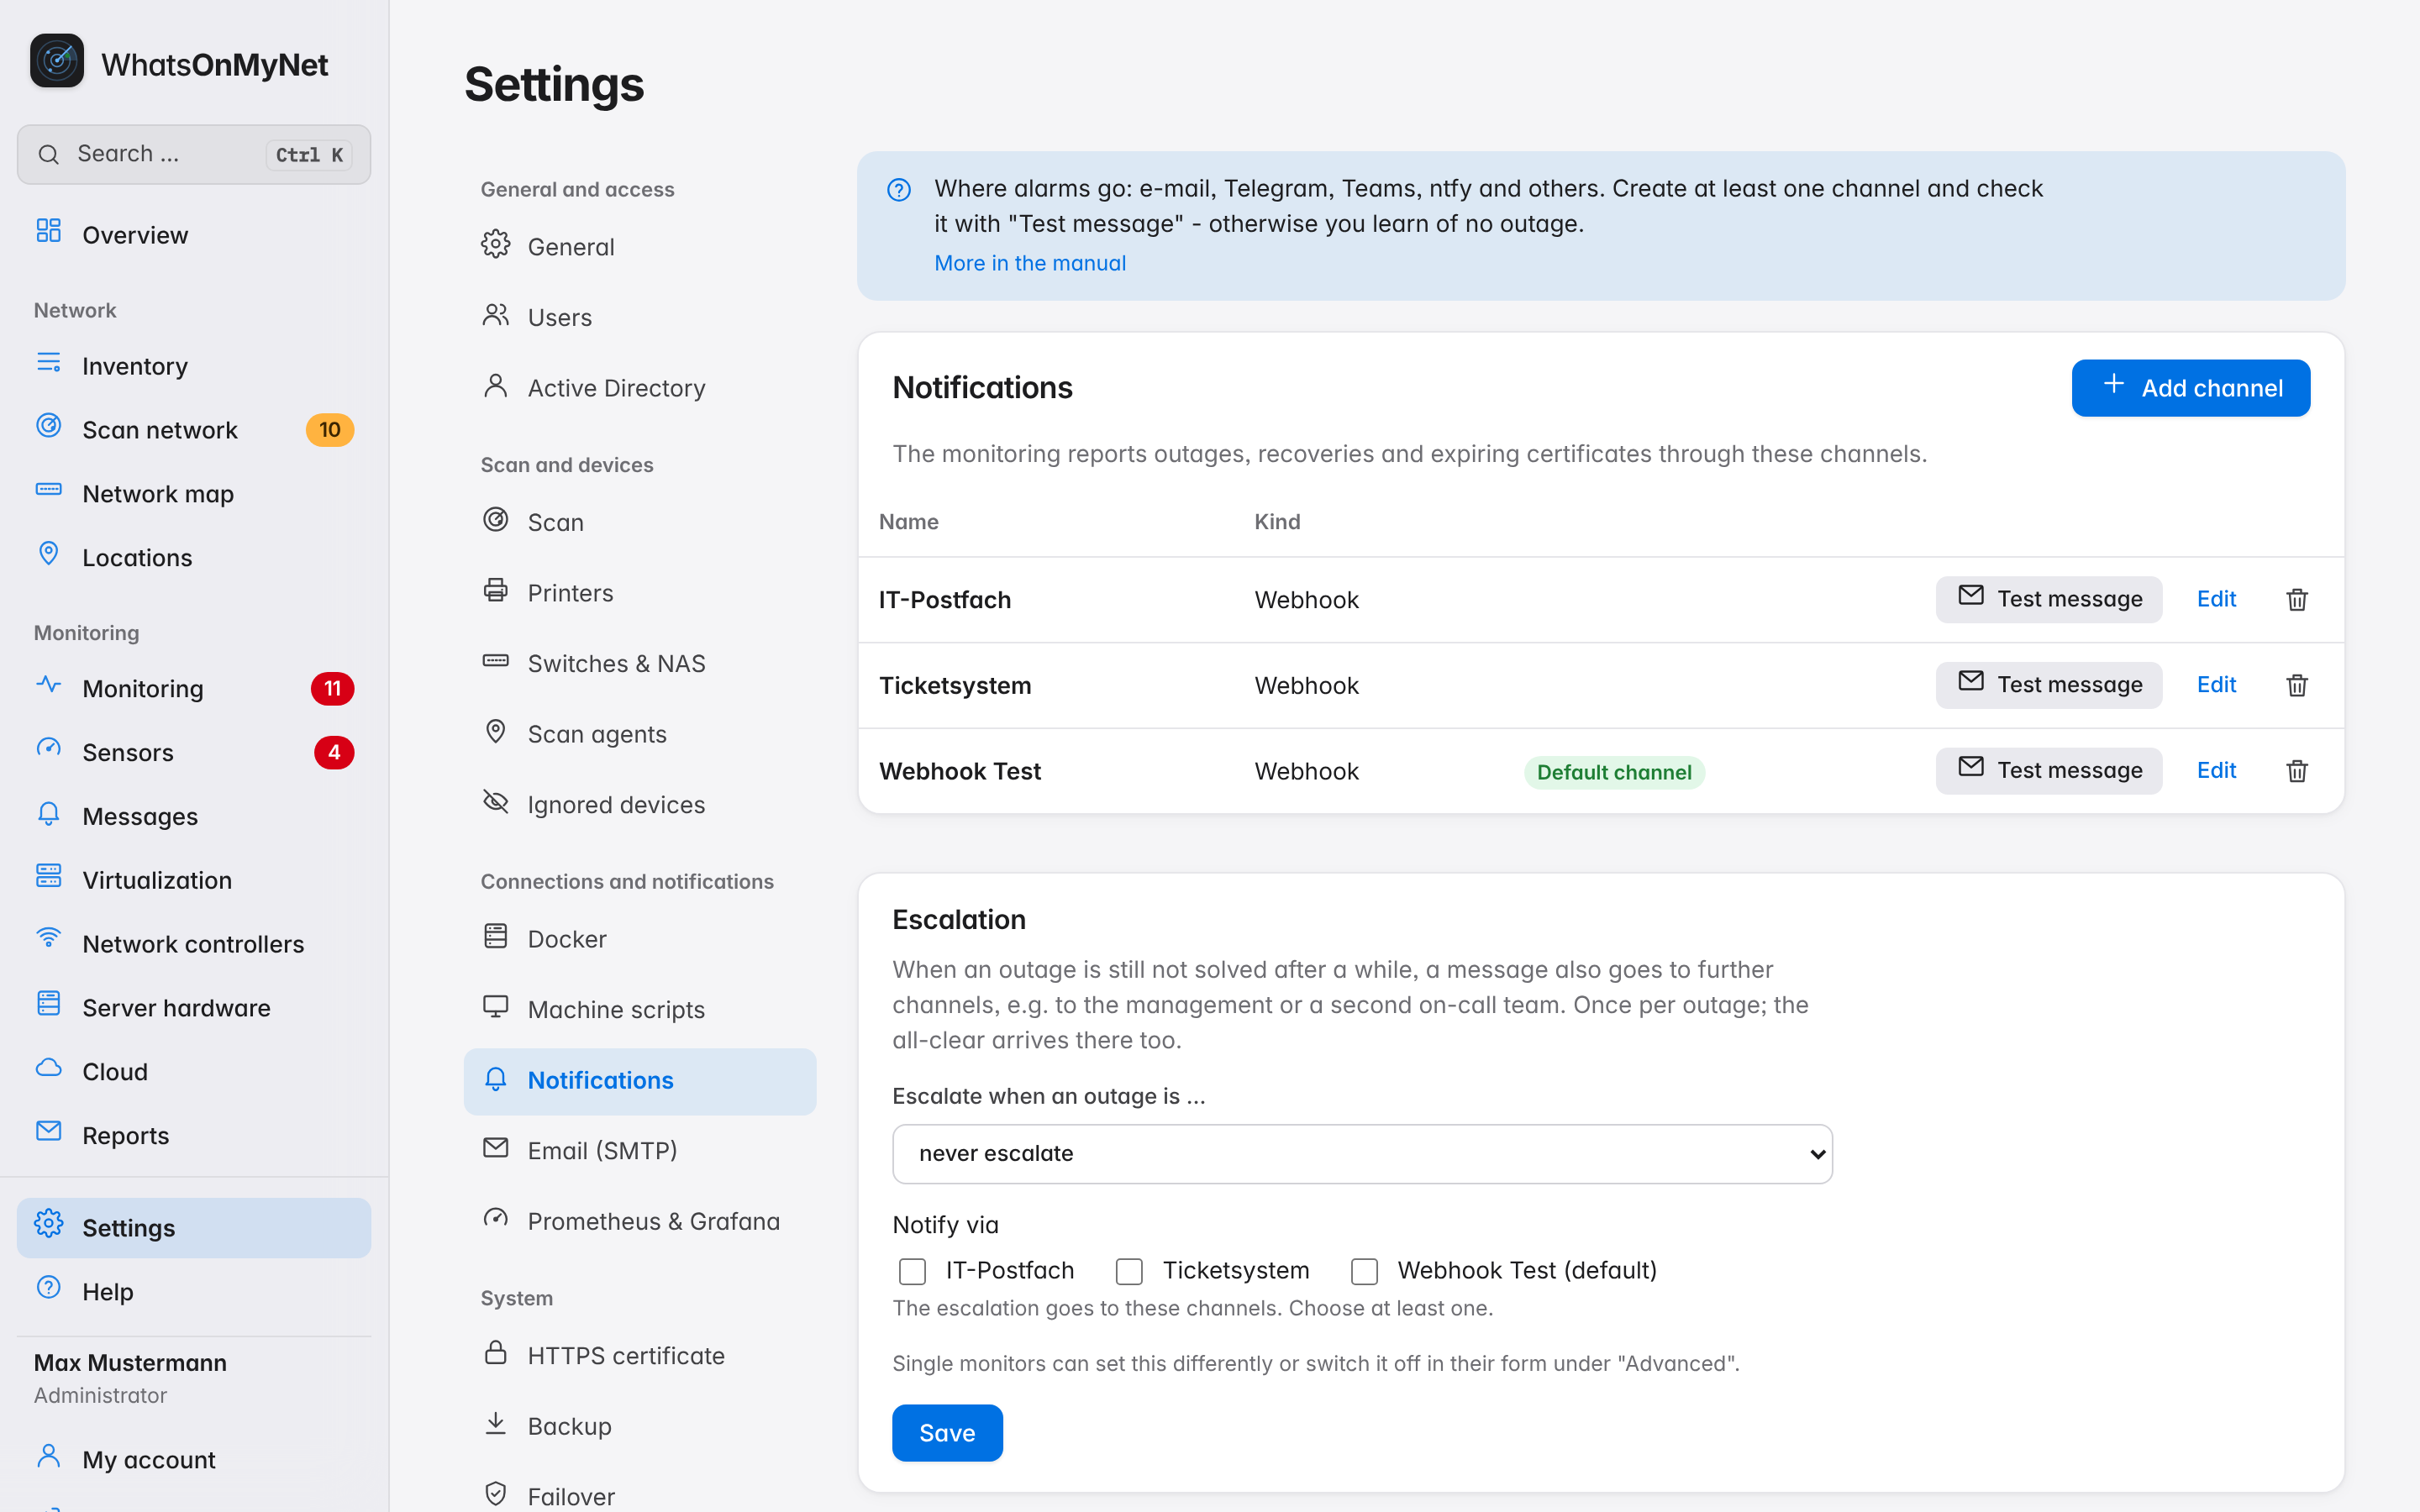 WhatsOnMyNet
Search ... Ctrl K
Overview
Network
Inventory
Scan network 10
Network map
Locations
Monitoring
Monitoring 11
Sensors 4
Messages
Virtualization
Network controllers
Server hardware
Cloud
Reports
Settings
Help
Max Mustermann
Administrator
My account
Settings
General and access
General
Users
Active Directory
Scan and devices
Scan
Printers
Switches & NAS
Scan agents
Ignored devices
Connections and notifications
Docker
Machine scripts
Notifications
Email (SMTP)
Prometheus & Grafana
System
HTTPS certificate
Backup
Failover
Where alarms go: e-mail, Telegram, Teams, ntfy and others. Create at least one channel and check
it with "Test message" - otherwise you learn of no outage.
More in the manual
Notifications
Add channel
The monitoring reports outages, recoveries and expiring certificates through these channels.
Name Kind
IT-Postfach Webhook Test message Edit
Ticketsystem Webhook Test message Edit
Webhook Test Webhook Default channel Test message Edit
Escalation
When an outage is still not solved after a while, a message also goes to further
channels, e.g. to the management or a second on-call team. Once per outage; the
all-clear arrives there too.
Escalate when an outage is ...
never escalate
Notify via
IT-Postfach Ticketsystem Webhook Test (default)
The escalation goes to these channels. Choose at least one.
Single monitors can set this differently or switch it off in their form under "Advanced".
Save